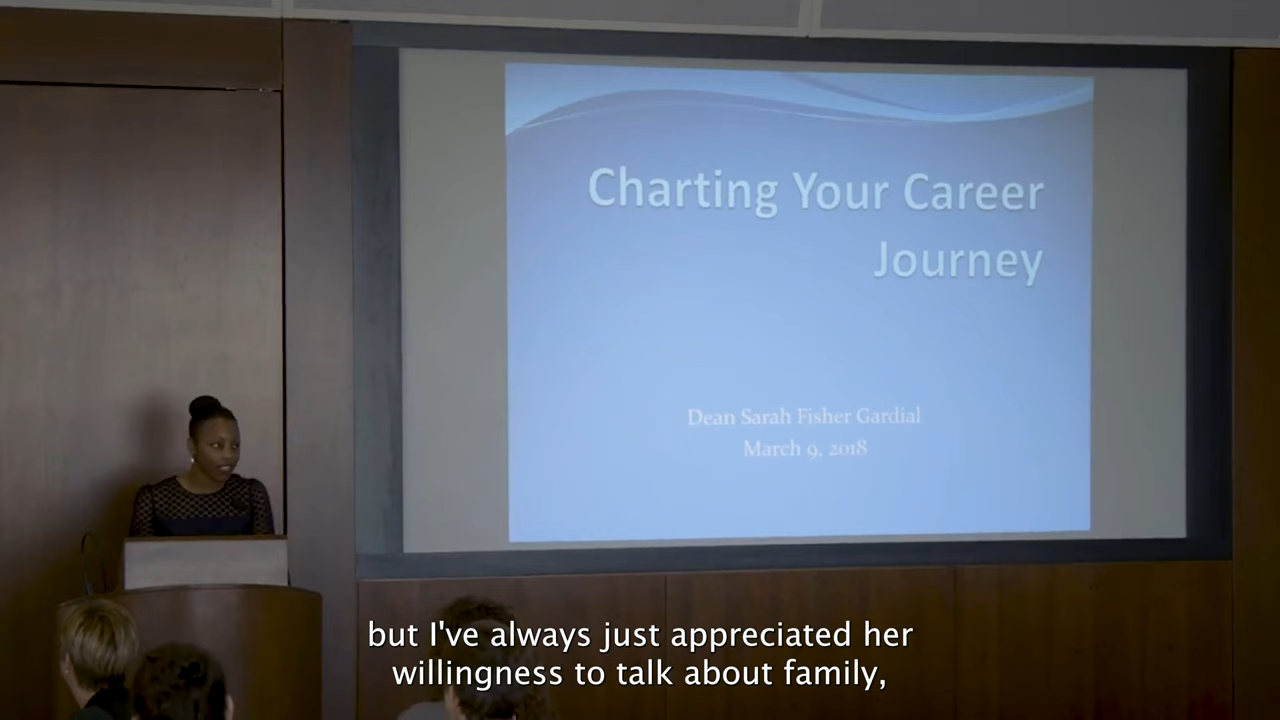 Charting Your Career
Journey
Dean Sarah Fisher Gardial
March 9, 2018
but I've always just appreciated her
willingness to talk about family,